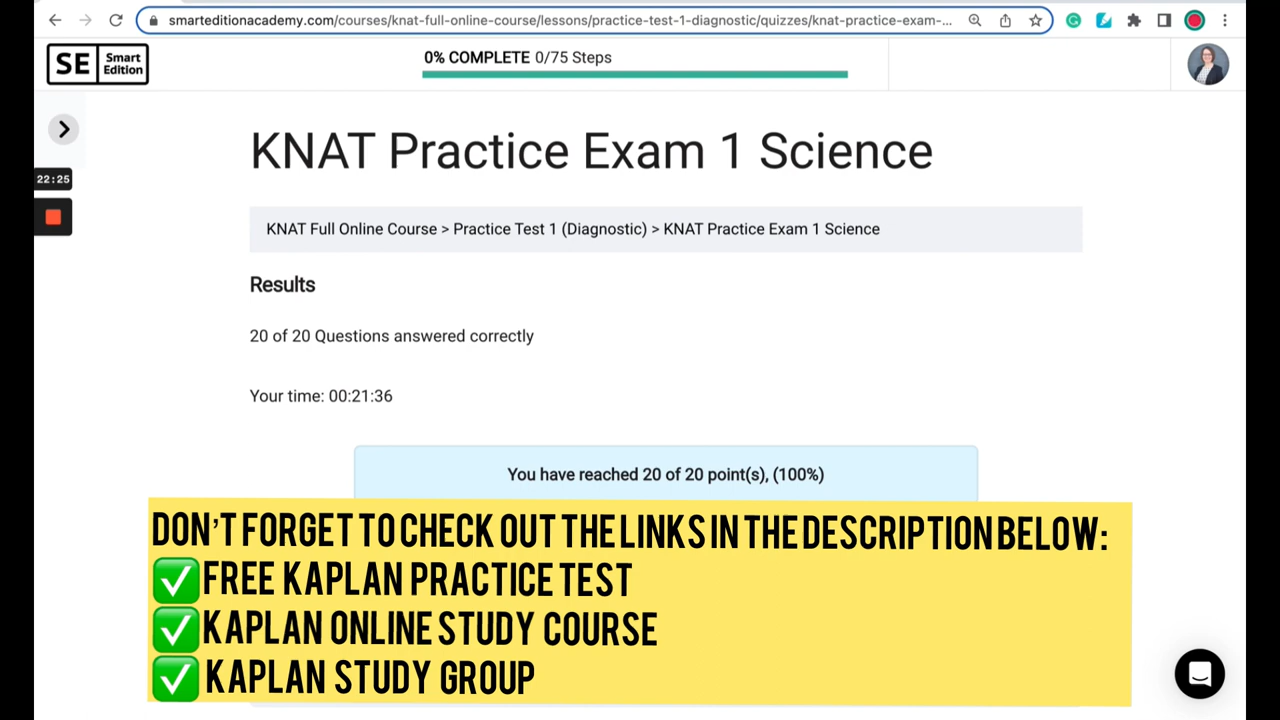 smarteditionacademy.com/courses/knat-full-online-course/lessons/practice-test-1-diagnostic/quizzes/knat-practice-exam-...
SE Smart Edition
0% COMPLETE 0/75 Steps
22:25
KNAT Practice Exam 1 Science
KNAT Full Online Course > Practice Test 1 (Diagnostic) > KNAT Practice Exam 1 Science
Results
20 of 20 Questions answered correctly
Your time: 00:21:36
You have reached 20 of 20 point(s), (100%)
DON'T FORGET TO CHECK OUT THE LINKS IN THE DESCRIPTION BELOW:
✅ FREE KAPLAN PRACTICE TEST
✅ KAPLAN ONLINE STUDY COURSE
✅ KAPLAN STUDY GROUP